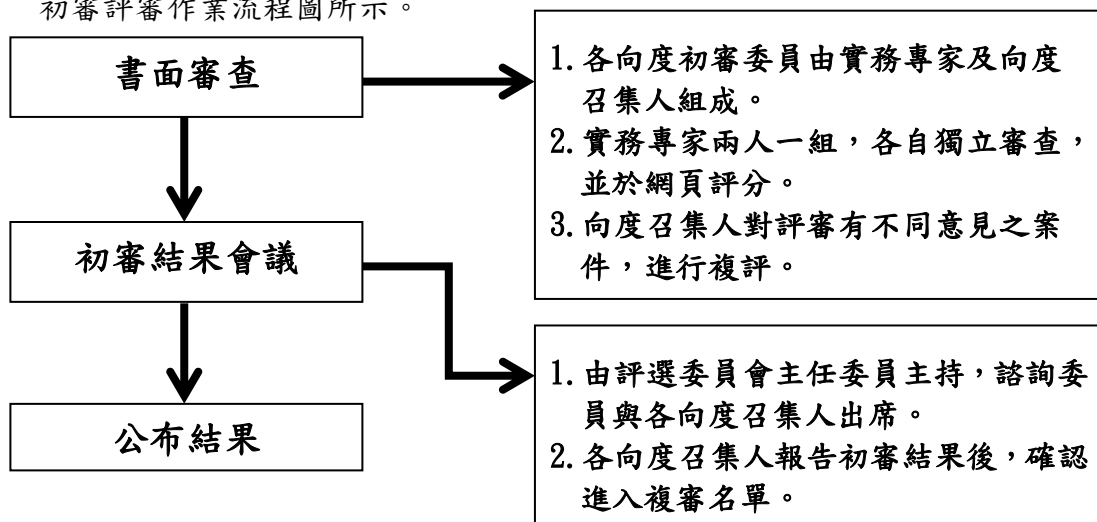 初審評審作業流程圖所示。
書面審查
1. 各向度初審委員由實務專家及向度
召集人組成。
2. 實務專家兩人一組，各自獨立審查，
並於網頁評分。
3. 向度召集人對評審有不同意見之案
件，進行複評。
初審結果會議
1. 由評選委員會主任委員主持，諮詢委
員與各向度召集人出席。
2. 各向度召集人報告初審結果後，確認
進入複審名單。
公布結果